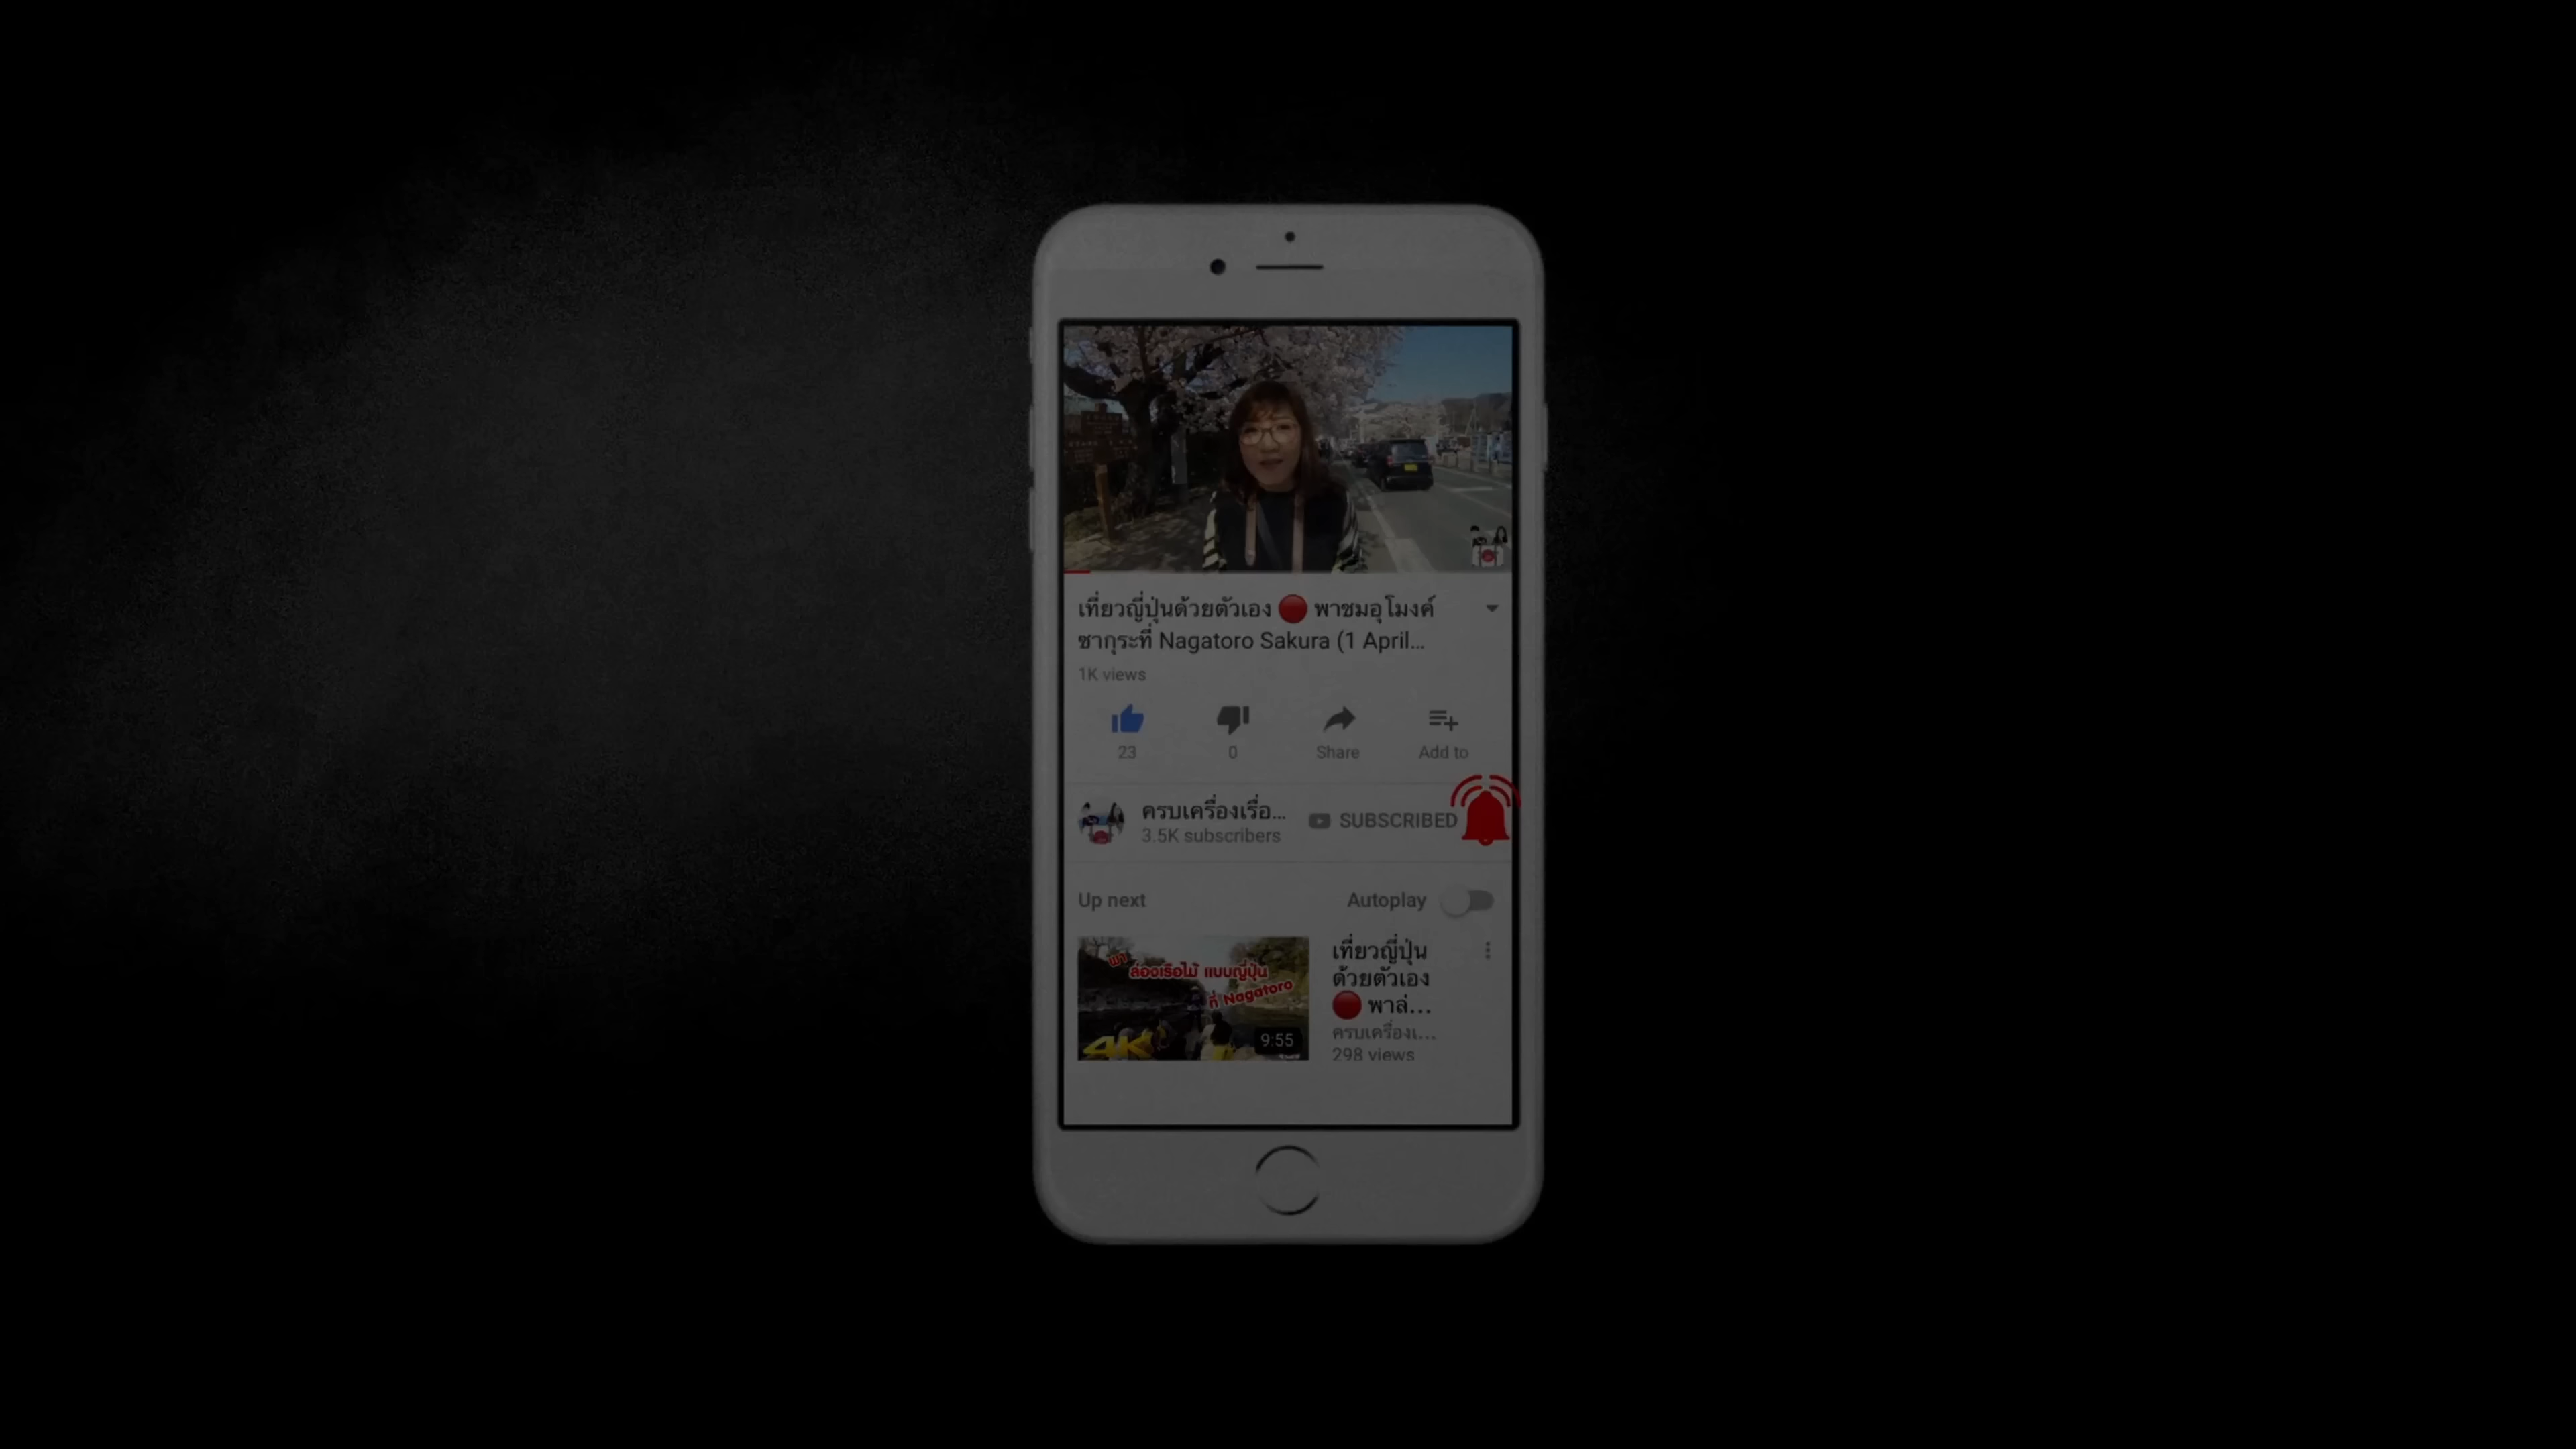 เที่ยวญี่ปุ่นด้วยตัวเอง 🔴 พาชมอุโมงค์
ซากุระที่ Nagatoro Sakura (1 April...
1K views
23
0
Share
Add to
ครบเครื่องเรื่อ...
3.5K subscribers
SUBSCRIBED
Up next
Autoplay
พา
ล่องเรือไม้ แบบญี่ปุ่น
ที่ Nagatoro
4K
9:55
เที่ยวญี่ปุ่น
ด้วยตัวเอง
🔴 พาล่...
ครบเครื่องเ...
298 views